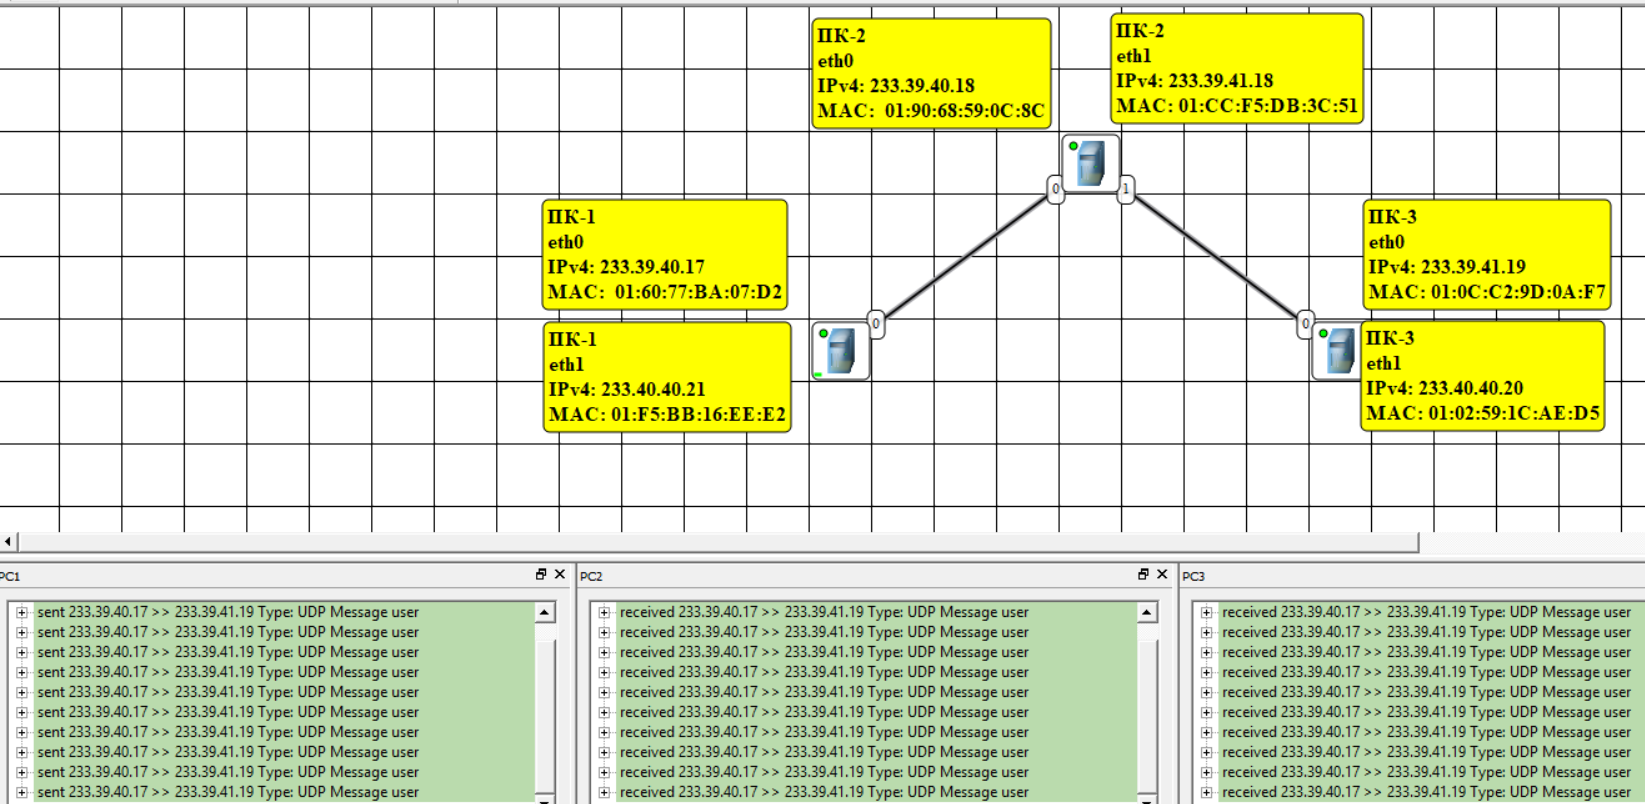 ПК-2
eth0
IPv4: 233.39.40.18
MAC: 01:90:68:59:0C:8C
ПК-2
eth1
IPv4: 233.39.41.18
MAC: 01:CC:F5:DB:3C:51
0
1
ПК-1
eth0
IPv4: 233.39.40.17
MAC: 01:60:77:BA:07:D2
ПК-3
eth0
IPv4: 233.39.41.19
MAC: 01:0C:C2:9D:0A:F7
0
0
ПК-1
eth1
IPv4: 233.40.40.21
MAC: 01:F5:BB:16:EE:E2
ПК-3
eth1
IPv4: 233.40.40.20
MAC: 01:02:59:1C:AE:D5
PC1
sent 233.39.40.17 >> 233.39.41.19 Type: UDP Message user
sent 233.39.40.17 >> 233.39.41.19 Type: UDP Message user
sent 233.39.40.17 >> 233.39.41.19 Type: UDP Message user
sent 233.39.40.17 >> 233.39.41.19 Type: UDP Message user
sent 233.39.40.17 >> 233.39.41.19 Type: UDP Message user
sent 233.39.40.17 >> 233.39.41.19 Type: UDP Message user
sent 233.39.40.17 >> 233.39.41.19 Type: UDP Message user
sent 233.39.40.17 >> 233.39.41.19 Type: UDP Message user
sent 233.39.40.17 >> 233.39.41.19 Type: UDP Message user
sent 233.39.40.17 >> 233.39.41.19 Type: UDP Message user
PC2
received 233.39.40.17 >> 233.39.41.19 Type: UDP Message user
received 233.39.40.17 >> 233.39.41.19 Type: UDP Message user
received 233.39.40.17 >> 233.39.41.19 Type: UDP Message user
received 233.39.40.17 >> 233.39.41.19 Type: UDP Message user
received 233.39.40.17 >> 233.39.41.19 Type: UDP Message user
received 233.39.40.17 >> 233.39.41.19 Type: UDP Message user
received 233.39.40.17 >> 233.39.41.19 Type: UDP Message user
received 233.39.40.17 >> 233.39.41.19 Type: UDP Message user
received 233.39.40.17 >> 233.39.41.19 Type: UDP Message user
received 233.39.40.17 >> 233.39.41.19 Type: UDP Message user
PC3
received 233.39.40.17 >> 233.39.41.19 Type: UDP Message user
received 233.39.40.17 >> 233.39.41.19 Type: UDP Message user
received 233.39.40.17 >> 233.39.41.19 Type: UDP Message user
received 233.39.40.17 >> 233.39.41.19 Type: UDP Message user
received 233.39.40.17 >> 233.39.41.19 Type: UDP Message user
received 233.39.40.17 >> 233.39.41.19 Type: UDP Message user
received 233.39.40.17 >> 233.39.41.19 Type: UDP Message user
received 233.39.40.17 >> 233.39.41.19 Type: UDP Message user
received 233.39.40.17 >> 233.39.41.19 Type: UDP Message user
received 233.39.40.17 >> 233.39.41.19 Type: UDP Message user